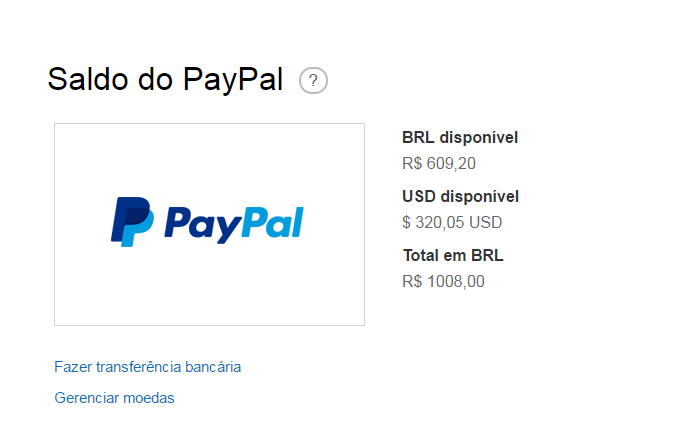 Saldo do PayPal ?
PayPal
BRL disponível
R$ 609,20
USD disponível
$ 320,05 USD
Total em BRL
R$ 1008,00
Fazer transferência bancária
Gerenciar moedas